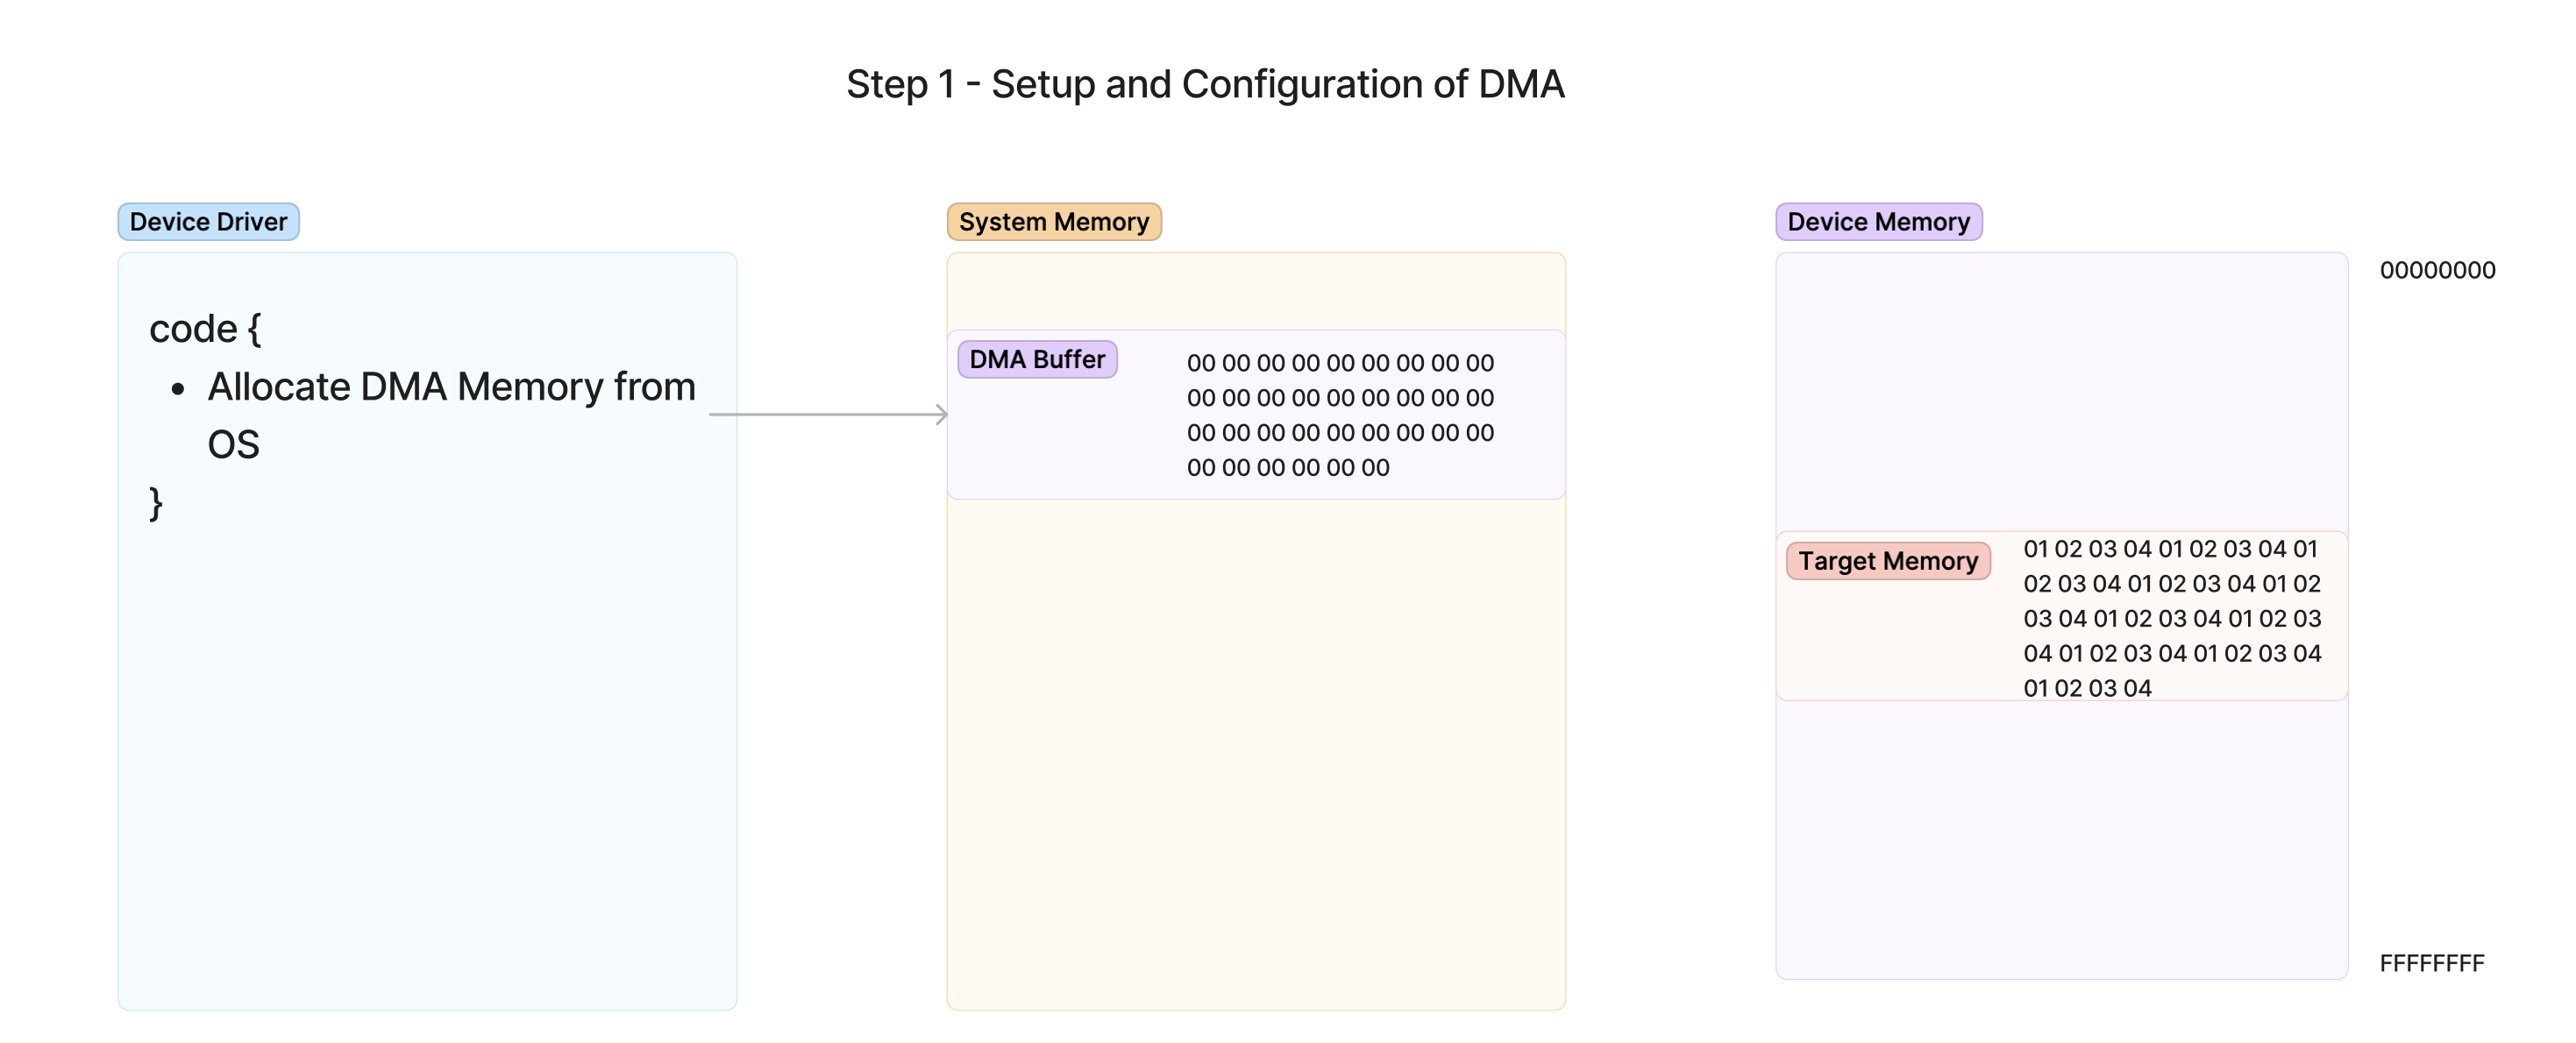 Step 1 - Setup and Configuration of DMA
Device Driver
code {
• Allocate DMA Memory from
OS
}
System Memory
DMA Buffer
00 00 00 00 00 00 00 00 00
00 00 00 00 00 00 00 00 00
00 00 00 00 00 00 00 00 00
00 00 00 00 00 00
Device Memory
00000000
Target Memory
01 02 03 04 01 02 03 04 01
02 03 04 01 02 03 04 01 02
03 04 01 02 03 04 01 02 03
04 01 02 03 04 01 02 03 04
01 02 03 04
FFFFFFFF